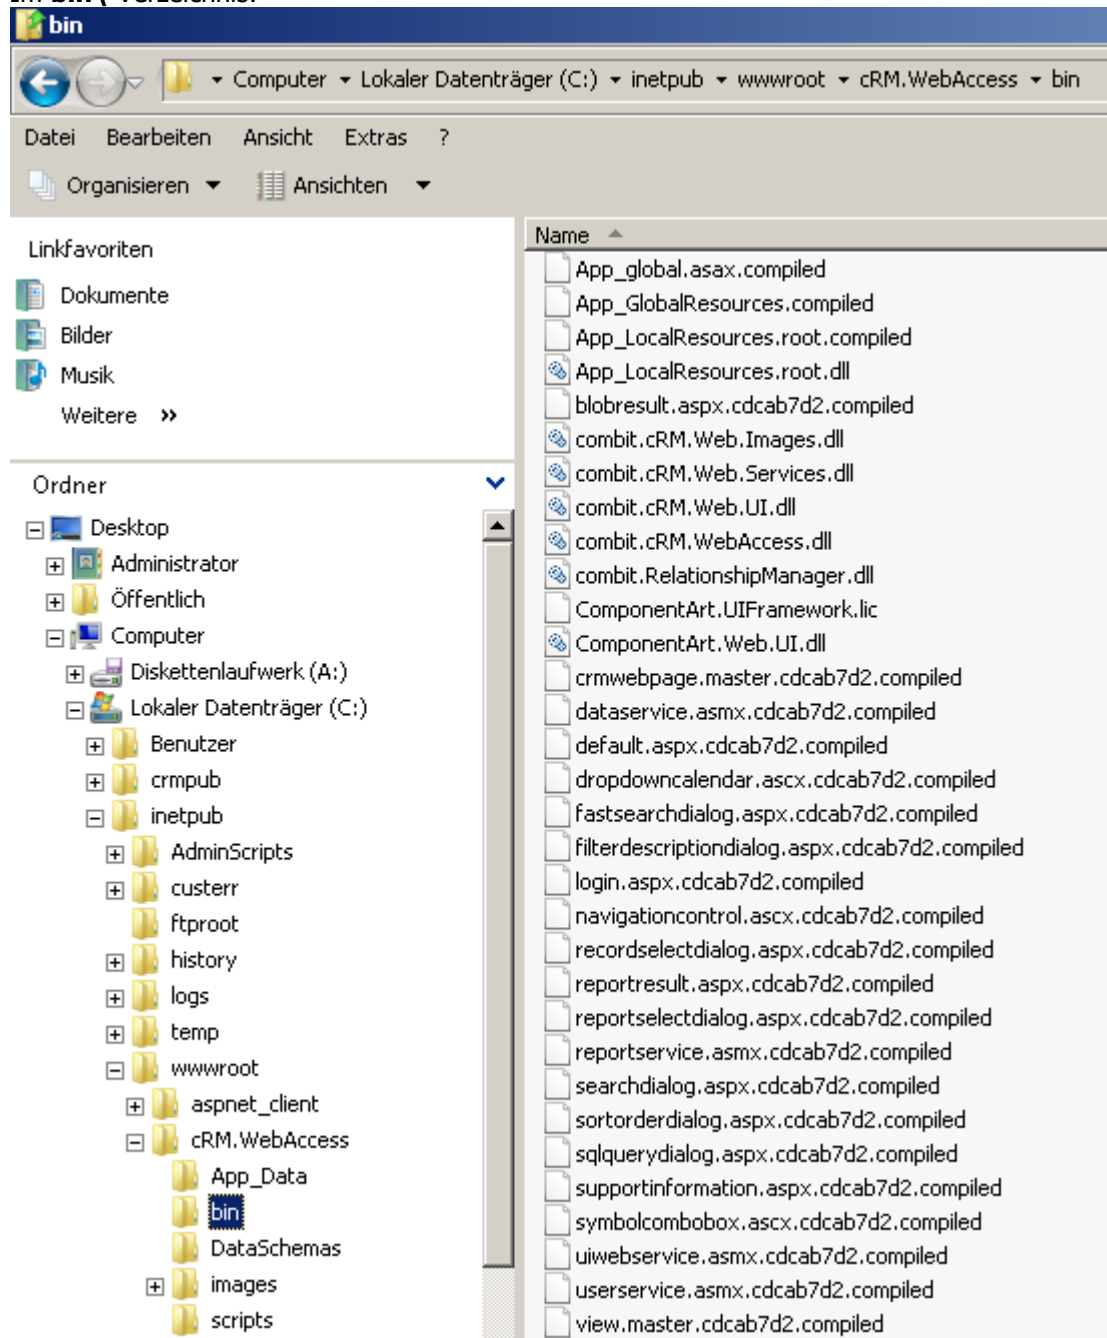 Im bin\ Verzeichnis:
bin
Computer Lokaler Datenträger (C:) inetpub wwwroot cRM.WebAccess bin
Datei Bearbeiten Ansicht Extras ?
Organisieren Ansichten
Linkfavoriten
Dokumente
Bilder
Musik
Weitere »
Ordner
Desktop
Administrator
Öffentlich
Computer
Diskettenlaufwerk (A:)
Lokaler Datenträger (C:)
Benutzer
crmpub
inetpub
AdminScripts
custerr
ftproot
history
logs
temp
wwwroot
aspnet_client
cRM.WebAccess
App_Data
bin
DataSchemas
images
scripts
Name
App_global.asax.compiled
App_GlobalResources.compiled
App_LocalResources.root.compiled
App_LocalResources.root.dll
blobresult.aspx.cdcab7d2.compiled
combit.cRM.Web.Images.dll
combit.cRM.Web.Services.dll
combit.cRM.Web.UI.dll
combit.cRM.WebAccess.dll
combit.RelationshipManager.dll
ComponentArt.UIFramework.lic
ComponentArt.Web.UI.dll
crmwebpage.master.cdcab7d2.compiled
dataservice.asmx.cdcab7d2.compiled
default.aspx.cdcab7d2.compiled
dropdowncalendar.ascx.cdcab7d2.compiled
fastsearchdialog.aspx.cdcab7d2.compiled
filterdescriptiondialog.aspx.cdcab7d2.compiled
login.aspx.cdcab7d2.compiled
navigationcontrol.ascx.cdcab7d2.compiled
recordselectdialog.aspx.cdcab7d2.compiled
reportresult.aspx.cdcab7d2.compiled
reportselectdialog.aspx.cdcab7d2.compiled
reportservice.asmx.cdcab7d2.compiled
searchdialog.aspx.cdcab7d2.compiled
sortorderdialog.aspx.cdcab7d2.compiled
sqlquerydialog.aspx.cdcab7d2.compiled
supportinformation.aspx.cdcab7d2.compiled
symbolcombobox.ascx.cdcab7d2.compiled
uiwebservice.asmx.cdcab7d2.compiled
userservice.asmx.cdcab7d2.compiled
view.master.cdcab7d2.compiled